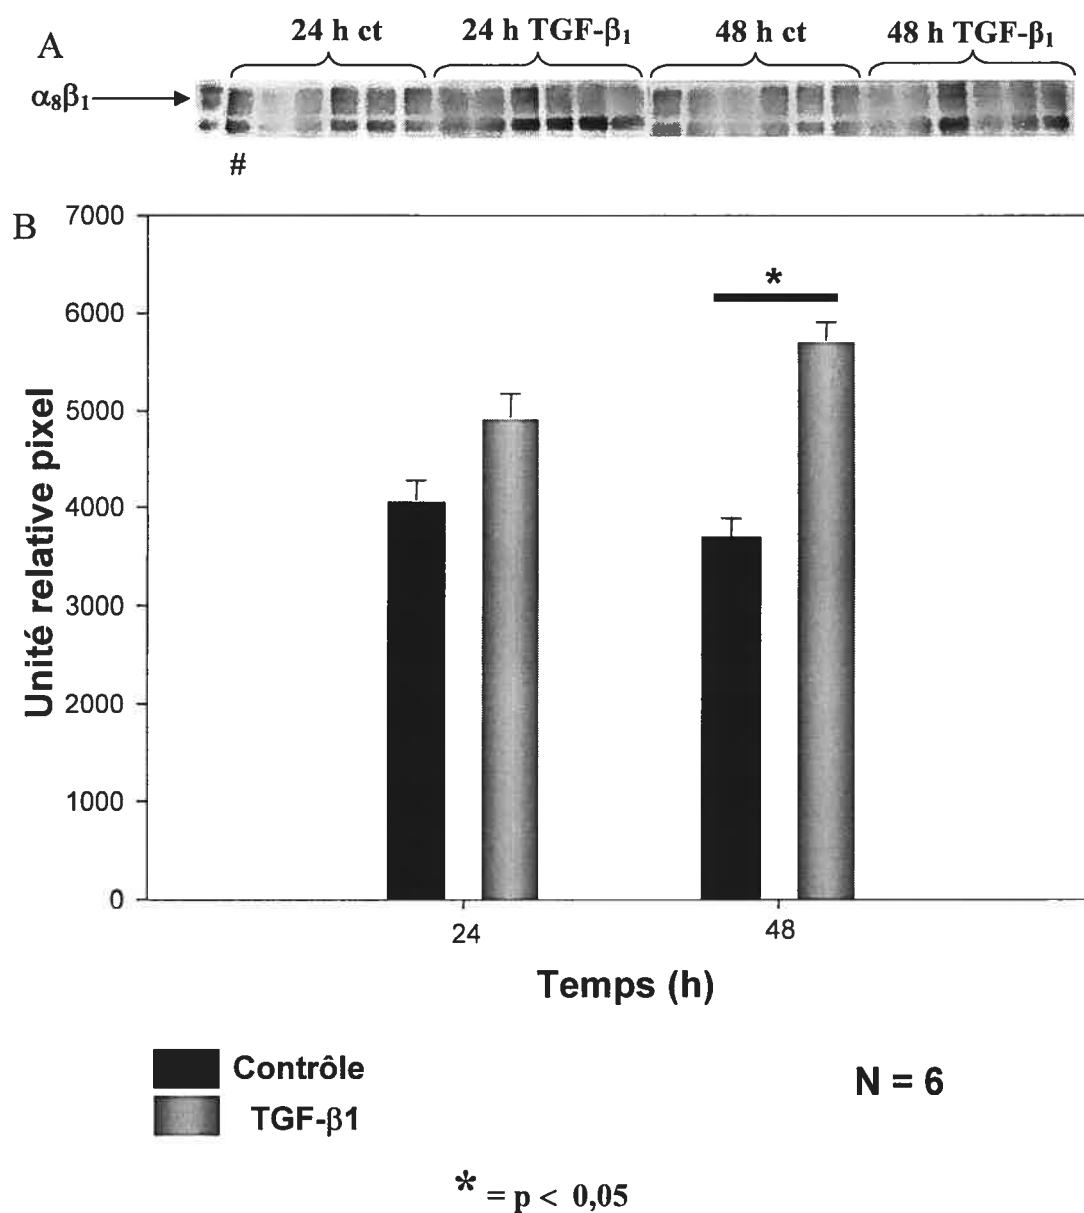 A
24 h ct
24 h TGF-β₁
48 h ct
48 h TGF-β₁
α₈β₁
#
B
7000
6000
5000
4000
3000
2000
1000
0
Unité relative pixel
*
24
48
Temps (h)
Contrôle
TGF-β1
N = 6
* = p < 0,05